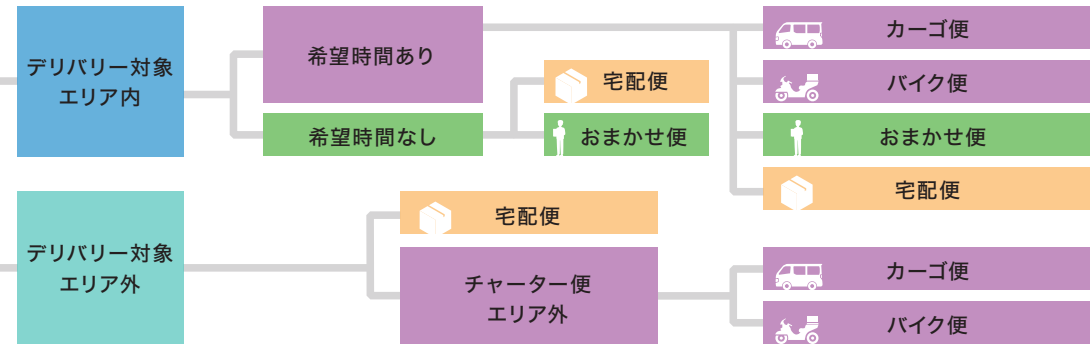 デリバリー対象
エリア内
希望時間あり
希望時間なし
宅配便
おまかせ便
カーゴ便
バイク便
おまかせ便
宅配便
デリバリー対象
エリア外
宅配便
チャーター便
エリア外
カーゴ便
バイク便